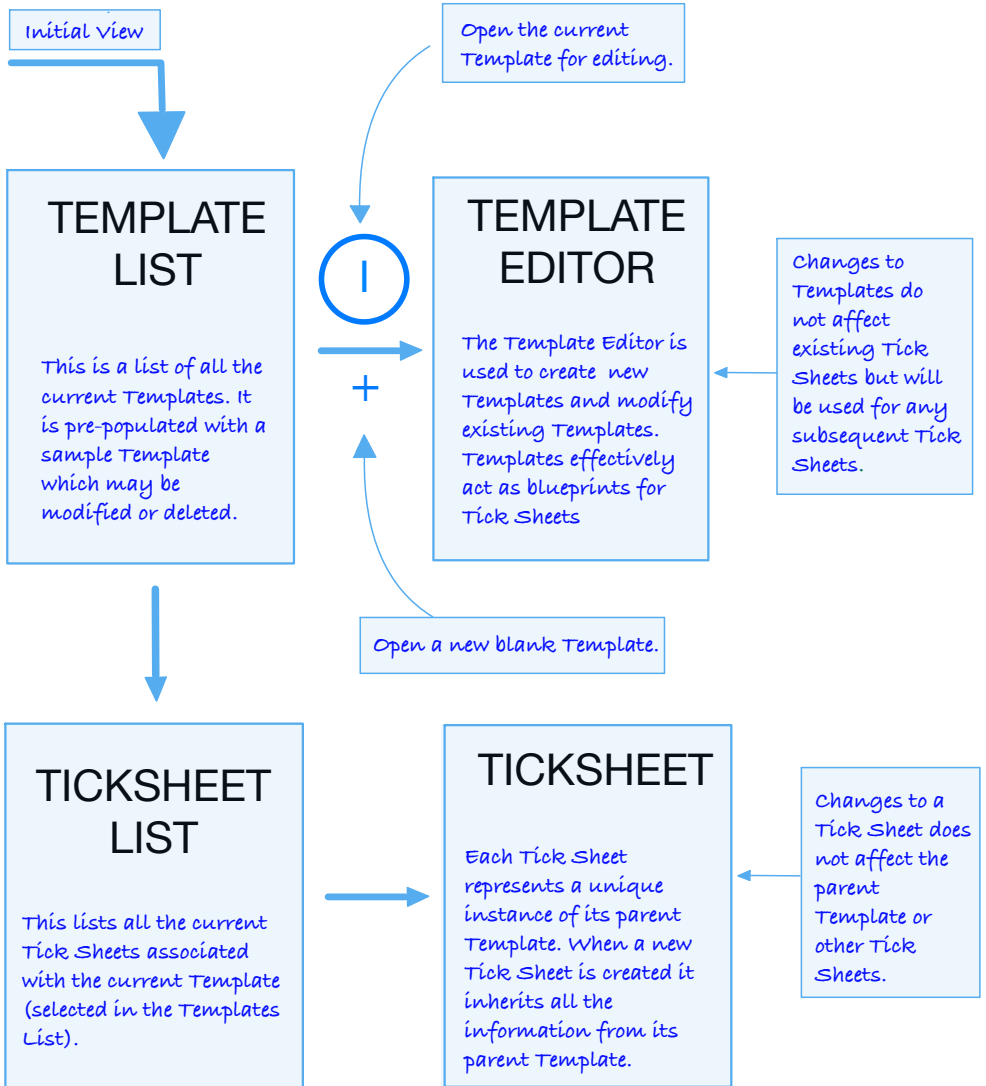 Initial View
Open the current
Template for editing.
TEMPLATE
LIST
This is a list of all the
current Templates. It
is pre-populated with a
sample Template
which may be
modified or deleted.
I
+
TEMPLATE
EDITOR
The Template Editor is
used to create new
Templates and modify
existing Templates.
Templates effectively
act as blueprints for
Tick Sheets
Changes to
Templates do
not affect
existing Tick
Sheets but will
be used for any
subsequent Tick
Sheets.
Open a new blank Template.
TICKSHEET
LIST
This lists all the current
Tick Sheets associated
with the current Template
(selected in the Templates
List).
TICKSHEET
Each Tick Sheet
represents a unique
instance of its parent
Template. When a new
Tick Sheet is created it
inherits all the
information from its
parent Template.
Changes to a
Tick Sheet does
not affect the
parent
Template or
other Tick
Sheets.